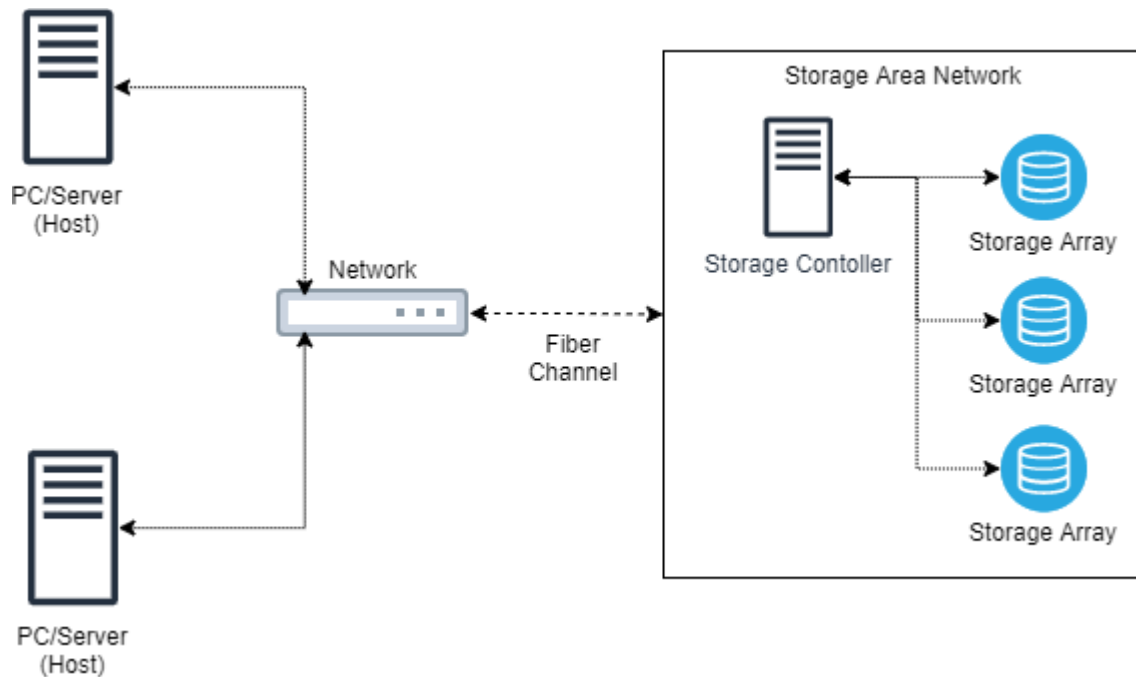 PC/Server
(Host)
Network
PC/Server
(Host)
Fiber
Channel
Storage Area Network
Storage Contoller
Storage Array
Storage Array
Storage Array